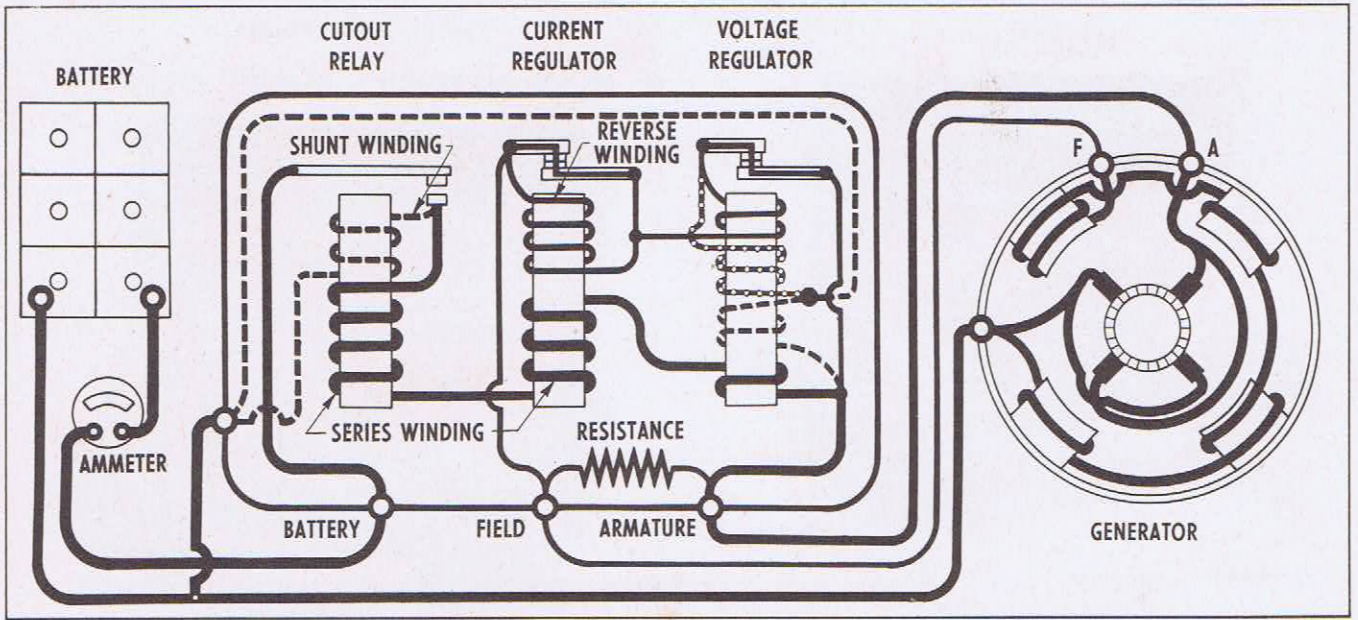 CUTOUT
RELAY
CURRENT
REGULATOR
VOLTAGE
REGULATOR
BATTERY
SHUNT WINDING
REVERSE
WINDING
F
A
SERIES WINDING
RESISTANCE
AMMETER
BATTERY
FIELD
ARMATURE
GENERATOR